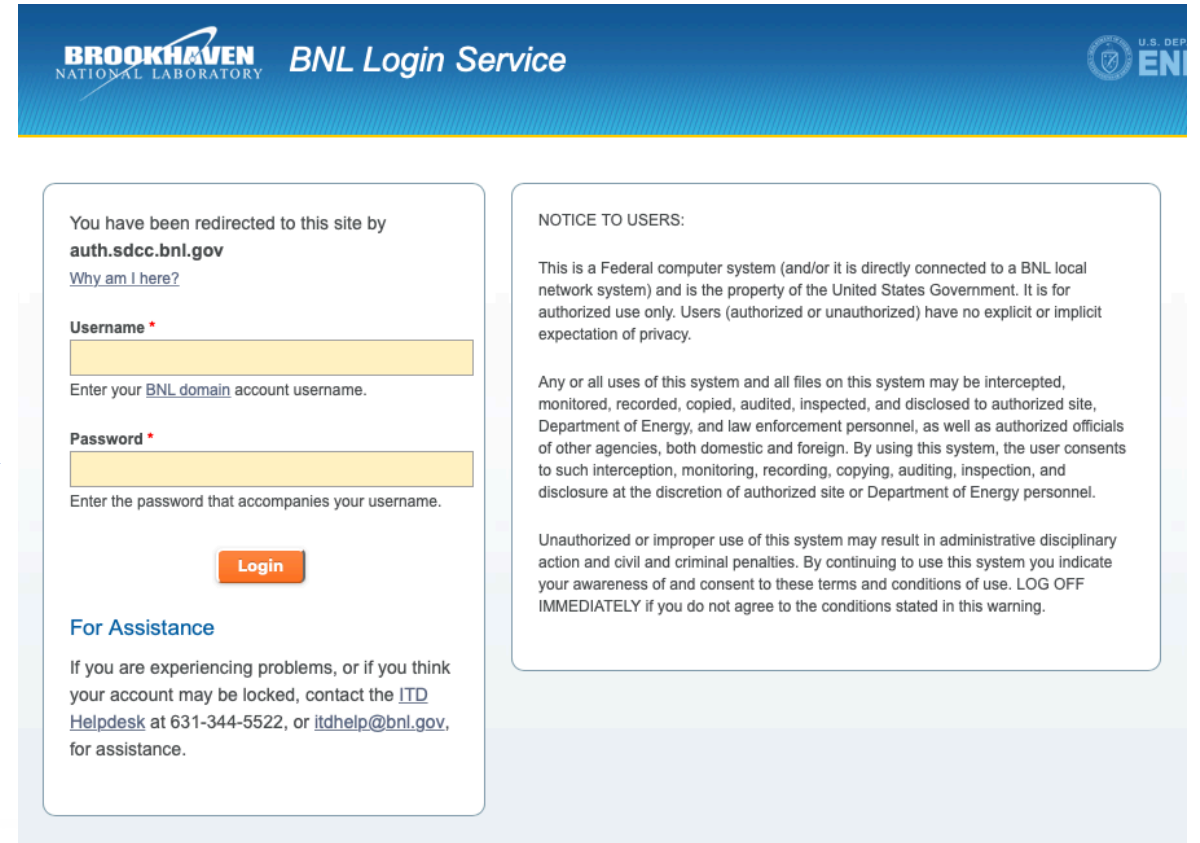 BROOKHAVEN
NATIONAL LABORATORY
BNL Login Service
U.S. DEP
You have been redirected to this site by
auth.sdcc.bnl.gov
Why am I here?
Username *
Enter your BNL domain account username.
Password *
Enter the password that accompanies your username.
Login
For Assistance
If you are experiencing problems, or if you think
your account may be locked, contact the ITD
Helpdesk at 631-344-5522, or itdhelp@bnl.gov,
for assistance.
NOTICE TO USERS:
This is a Federal computer system (and/or it is directly connected to a BNL local
network system) and is the property of the United States Government. It is for
authorized use only. Users (authorized or unauthorized) have no explicit or implicit
expectation of privacy.
Any or all uses of this system and all files on this system may be intercepted,
monitored, recorded, copied, audited, inspected, and disclosed to authorized site,
Department of Energy, and law enforcement personnel, as well as authorized officials
of other agencies, both domestic and foreign. By using this system, the user consents
to such interception, monitoring, recording, copying, auditing, inspection, and
disclosure at the discretion of authorized site or Department of Energy personnel.
Unauthorized or improper use of this system may result in administrative disciplinary
action and civil and criminal penalties. By continuing to use this system you indicate
your awareness of and consent to these terms and conditions of use. LOG OFF
IMMEDIATELY if you do not agree to the conditions stated in this warning.